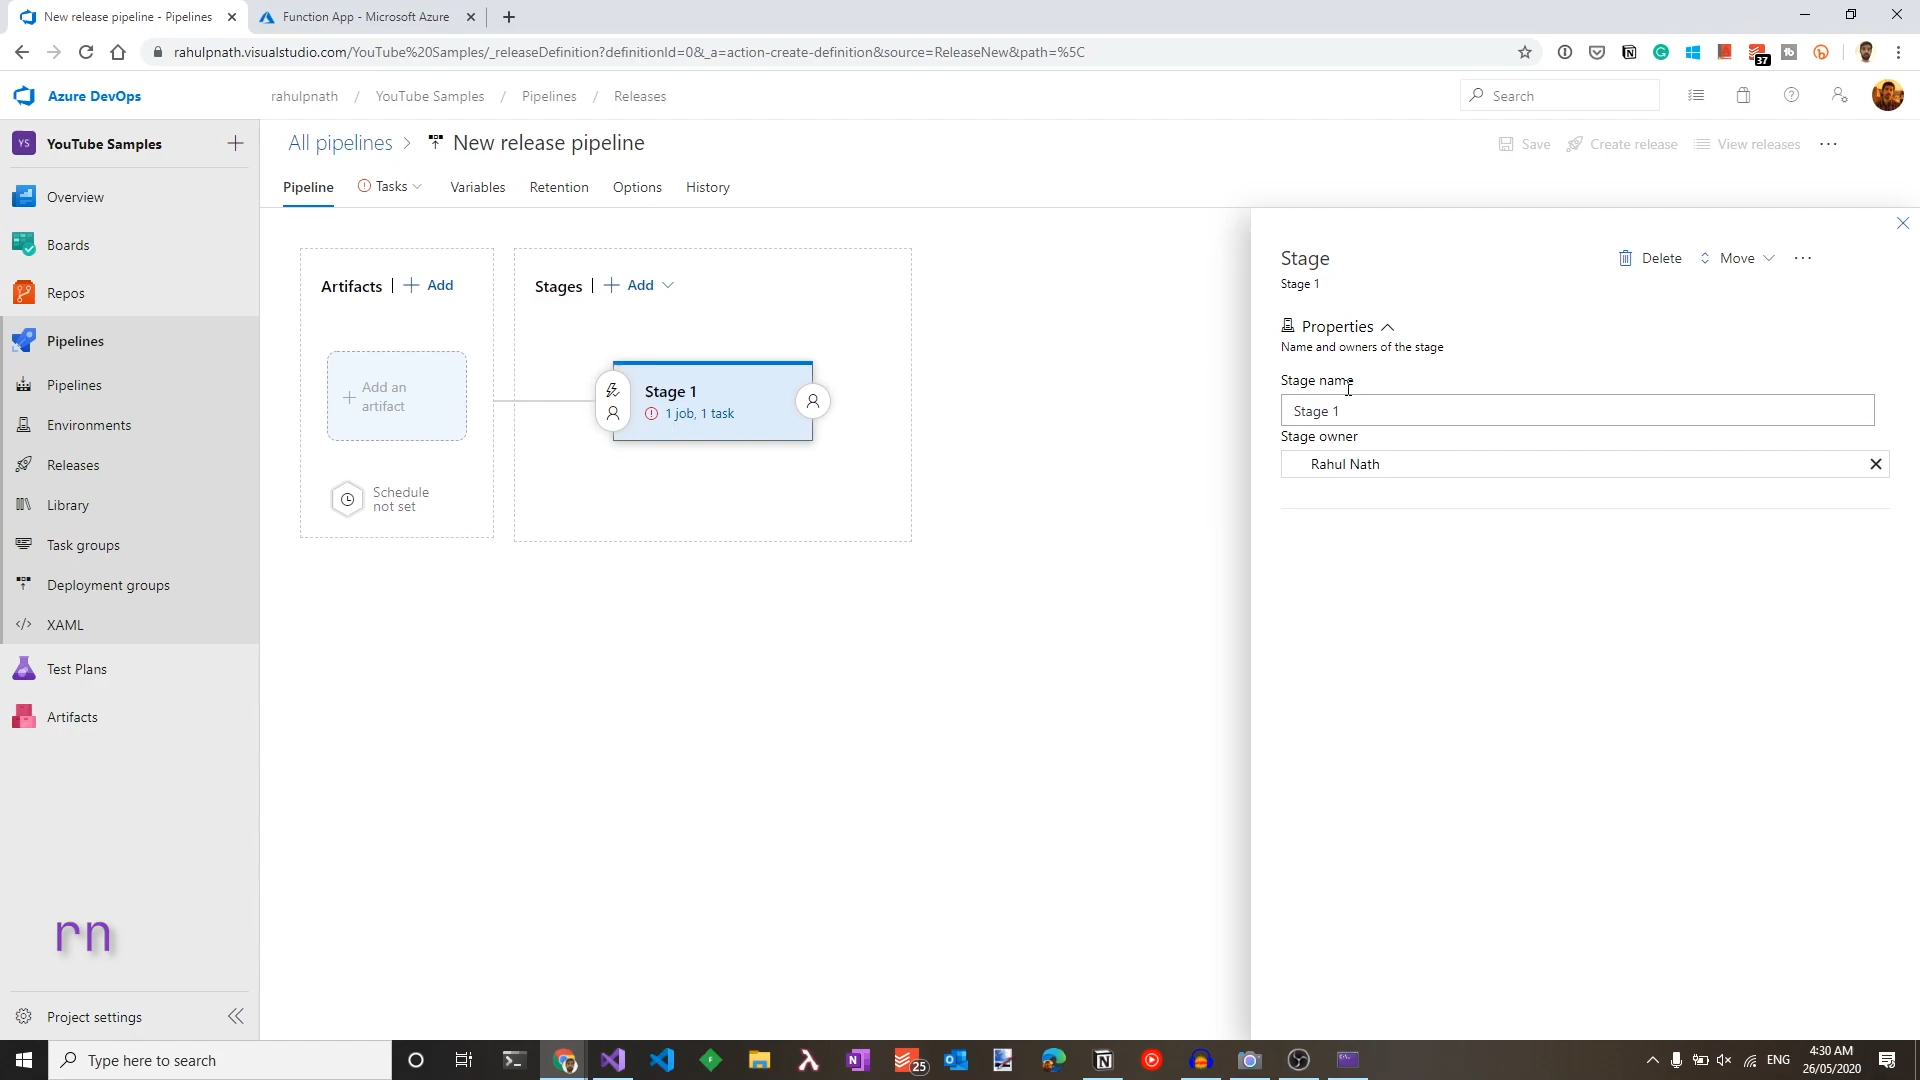 New release pipeline - Pipelines
Function App - Microsoft Azure
rahulpnath.visualstudio.com/YouTube%20Samples/_releaseDefinition?definitionId=0&_a=action-create-definition&source=ReleaseNew&path=%5C
37
Azure DevOps
rahulpnath / YouTube Samples / Pipelines / Releases
Search
YS YouTube Samples
All pipelines > New release pipeline
Save
Create release
View releases
Pipeline
Tasks
Variables
Retention
Options
History
Overview
Boards
Repos
Pipelines
Pipelines
Environments
Releases
Library
Task groups
Deployment groups
XAML
Test Plans
Artifacts
rn
Project settings
Artifacts | + Add
Add an
artifact
Schedule
not set
Stages | + Add
Stage 1
1 job, 1 task
Stage
Stage 1
Delete
Move
Properties
Name and owners of the stage
Stage name
Stage 1
Stage owner
Rahul Nath
Type here to search
25
ENG
4:30 AM
26/05/2020